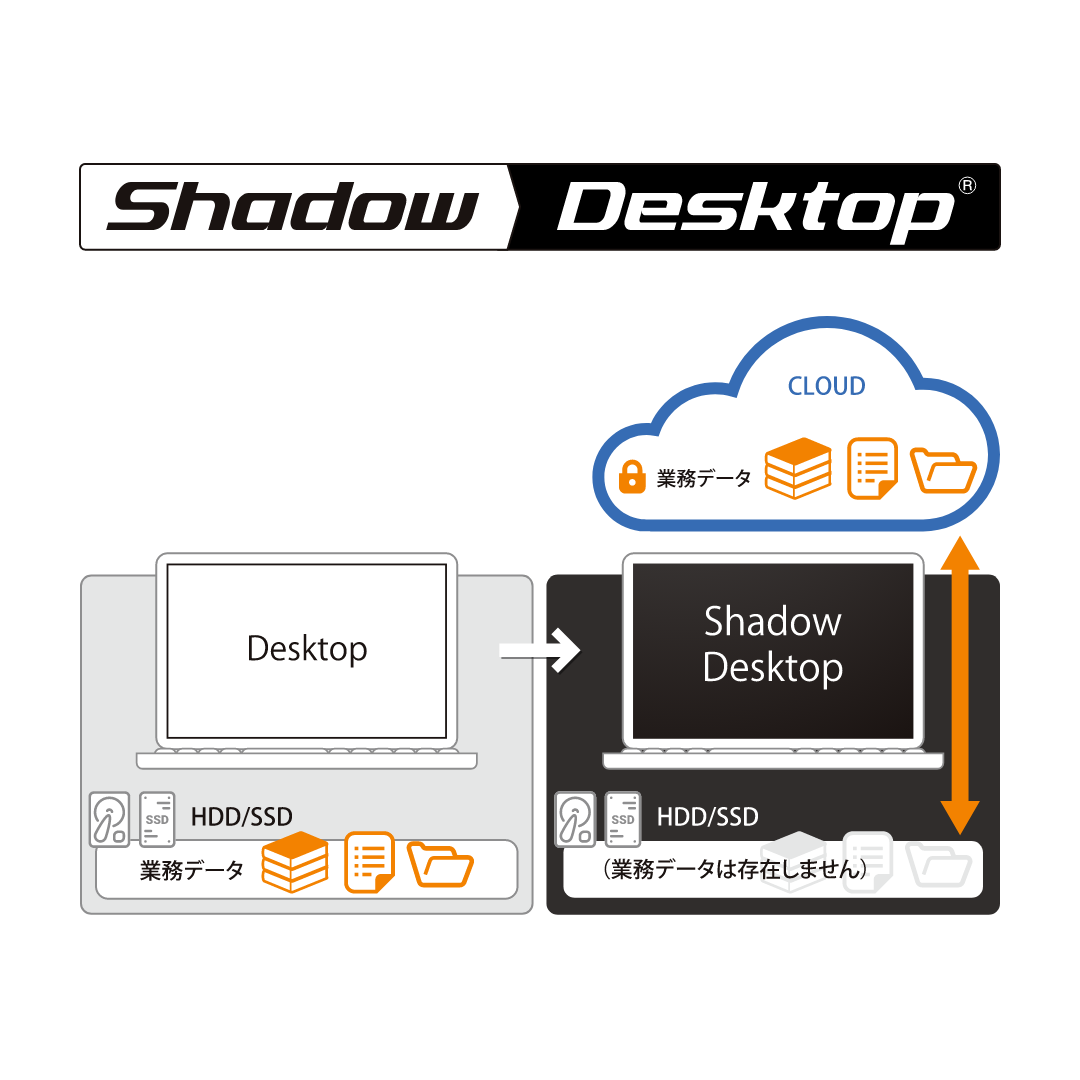 Shadow Desktop®
CLOUD
業務データ
Desktop
Shadow
Desktop
SSD
HDD/SSD
業務データ
SSD
HDD/SSD
（業務データは存在しません）